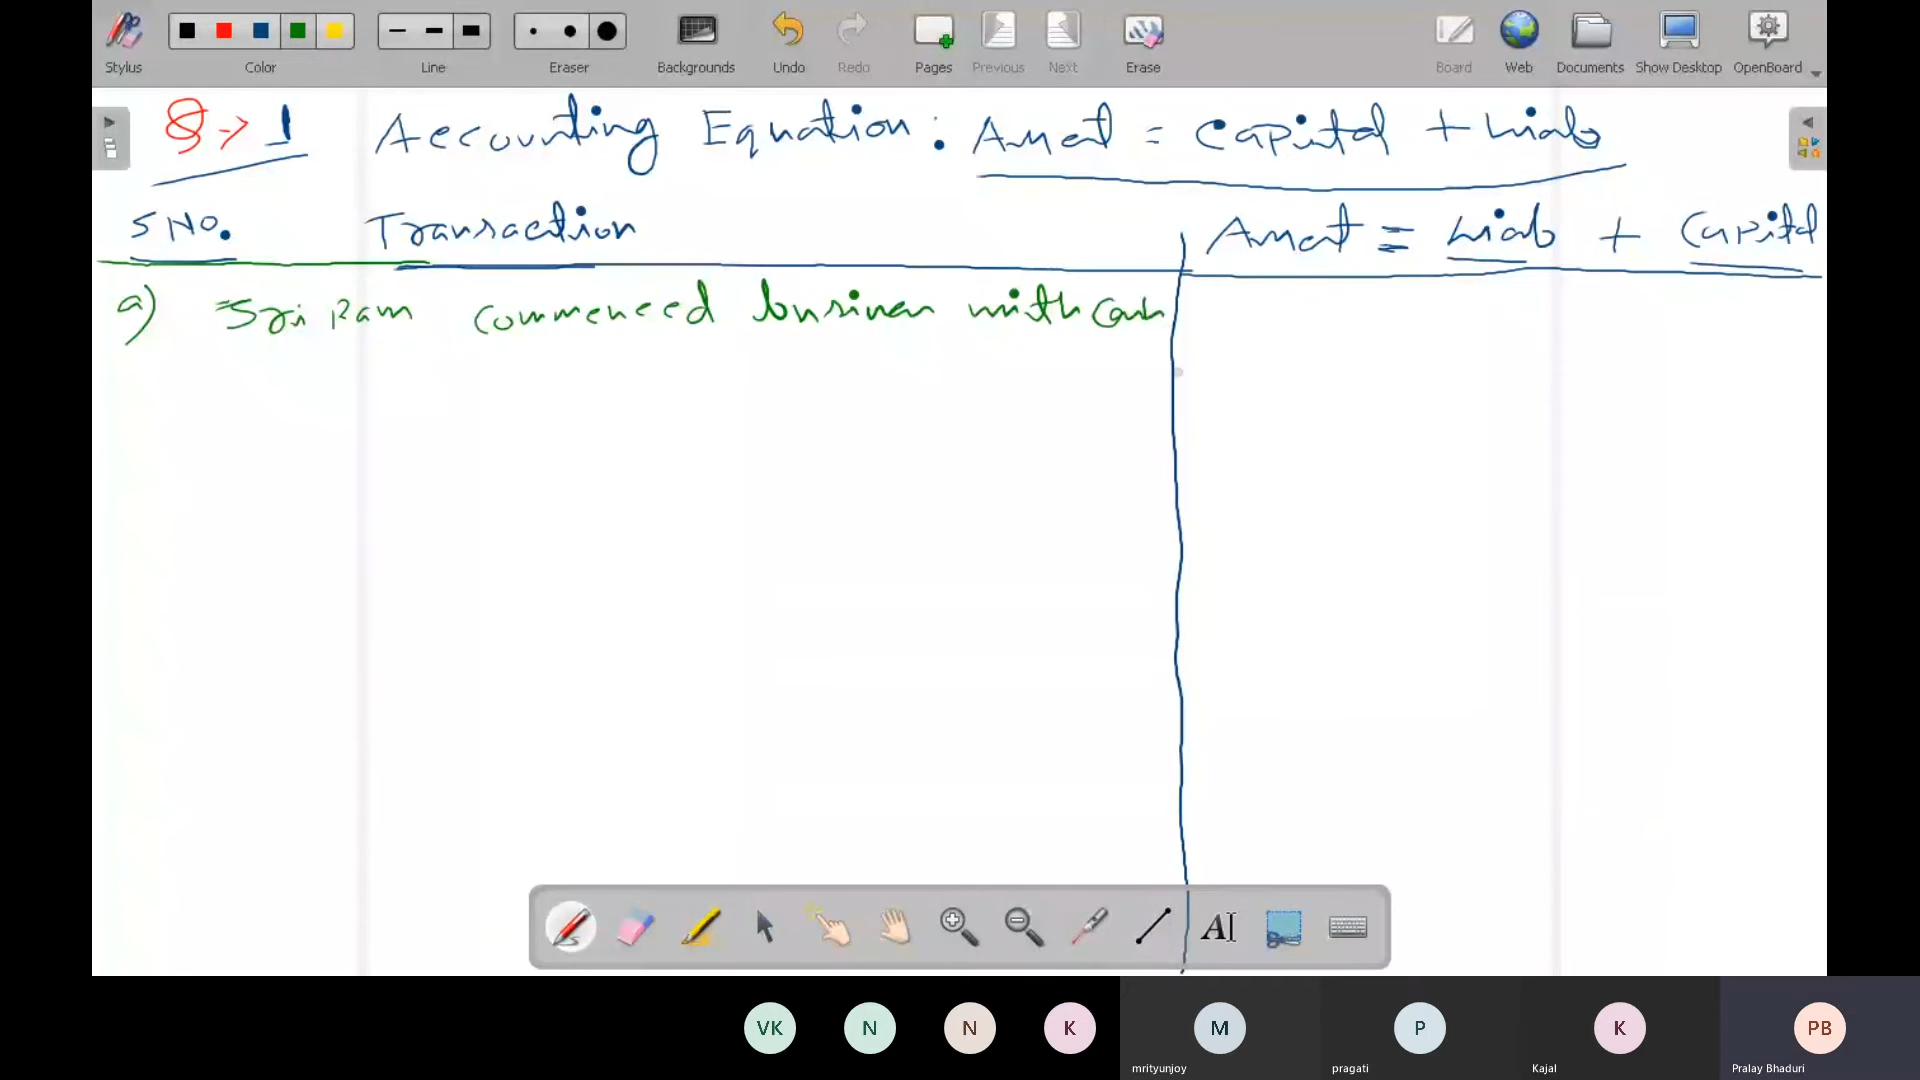 Stylus Color Line Eraser Backgrounds Undo Redo Pages Previous Next Erase Board Web Documents Show Desktop OpenBoard
Q → 1 Accounting Equation : Asset = Capital + Liab
S No. Transaction Asset = Liab + Capital
a) Sri Ram commenced business with cash
AI
VK N N K M P K PB
mrityunjoy pragati Kajal Pralay Bhaduri